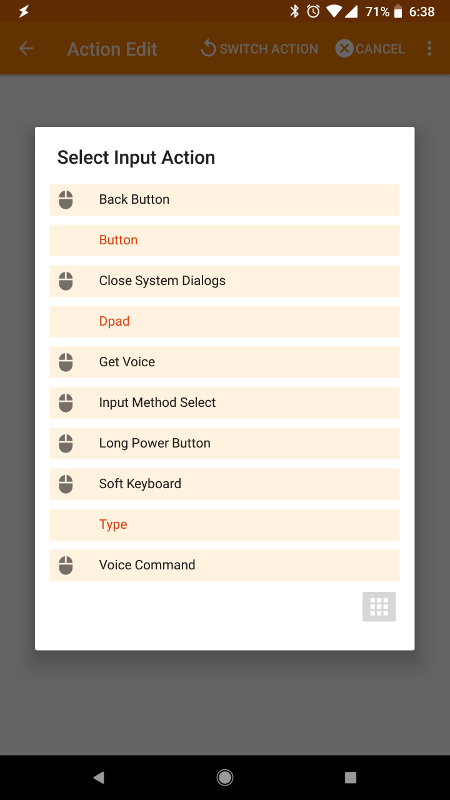 71% 6:38
Action Edit SWITCH ACTION CANCEL
Select Input Action
Back Button
Button
Close System Dialogs
Dpad
Get Voice
Input Method Select
Long Power Button
Soft Keyboard
Type
Voice Command